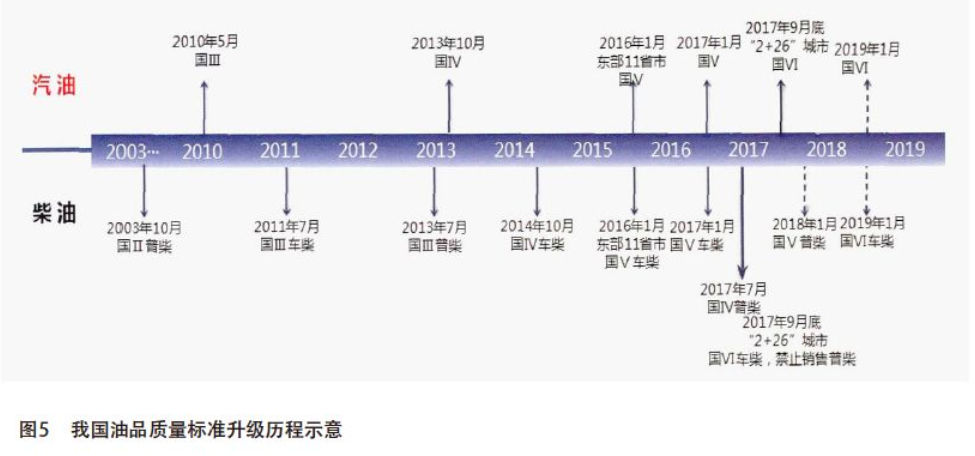 2010年5月
国Ⅲ
2013年10月
国Ⅳ
2016年1月
东部11省市
国Ⅴ
2017年1月
国Ⅴ
2017年9月底
“2+26”城市
国Ⅵ
2019年1月
国Ⅵ
汽油
2003… 2010 2011 2012 2013 2014 2015 2016 2017 2018 2019
柴油
2003年10月
国Ⅱ普柴
2011年7月
国Ⅲ车柴
2013年7月
国Ⅲ普柴
2014年10月
国Ⅳ车柴
2016年1月
东部11省市
国Ⅴ车柴
2017年1月
国Ⅴ车柴
2018年1月
国Ⅴ普柴
2019年1月
国Ⅵ车柴
2017年7月
国Ⅳ普柴
2017年9月底
“2+26”城市
国Ⅵ车柴，禁止销售普柴
图5 我国油品质量标准升级历程示意